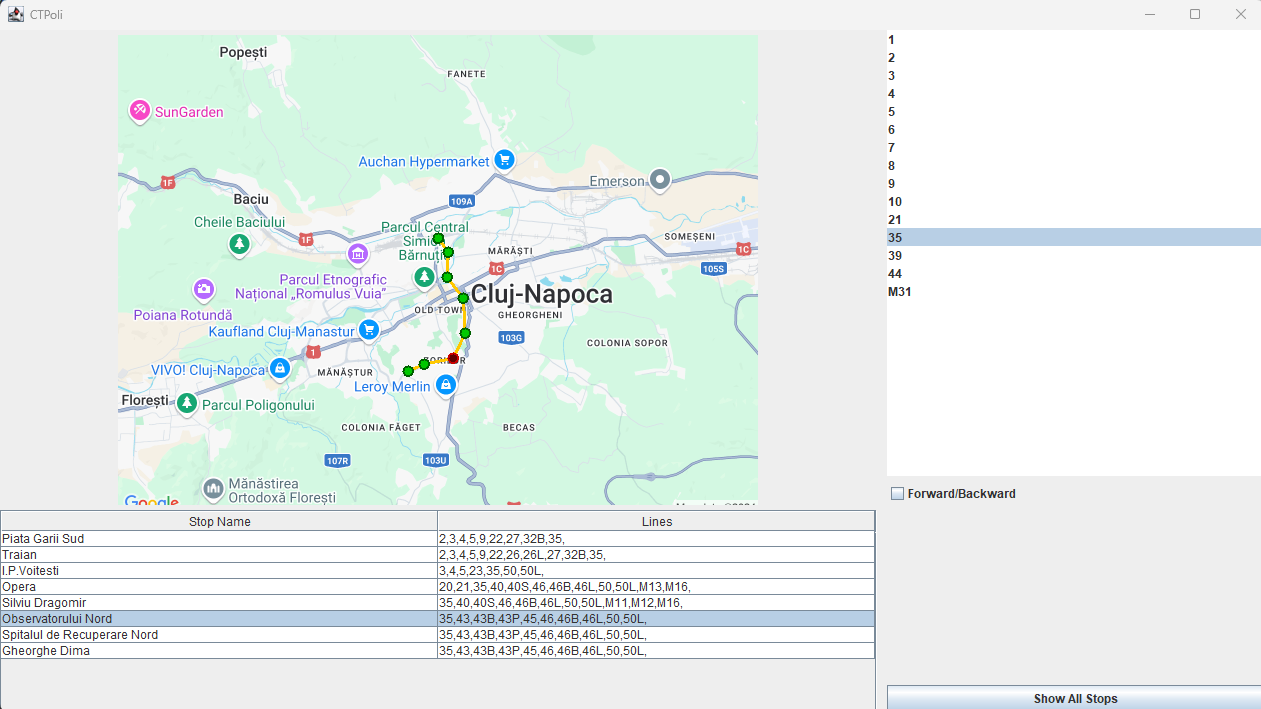 CTPoli
Popești
FANETE
SunGarden
Auchan Hypermarket
Emerson
1F
Baciu
109A
Cheile Baciului
1F
Parcul Central
Bărnuțiu
MĂRĂȘTI
SOMEȘENI
1C
1C
105S
Parcul Etnografic
Național „Romulus Vuia”
Cluj-Napoca
OLD TOWN
GHEORGHENI
Poiana Rotundă
Kaufland Cluj-Manastur
103G
COLONIA SOPOR
1
VIVO! Cluj-Napoca
MĂNĂȘTUR
Leroy Merlin
Florești
Parcul Poligonului
COLONIA FĂGET
BECAS
107R
103U
Mănăstirea
Ortodoxă Florești
Google
1
2
3
4
5
6
7
8
9
10
21
35
39
44
M31
Forward/Backward
Stop Name Lines
Piata Garii Sud 2,3,4,5,9,22,27,32B,35,
Traian 2,3,4,5,9,22,26,26L,27,32B,35,
I.P.Voitesti 3,4,5,23,35,50,50L,
Opera 20,21,35,40,40S,46,46B,46L,50,50L,M13,M16,
Silviu Dragomir 35,40,40S,46,46B,46L,50,50L,M11,M12,M16,
Observatorului Nord 35,43,43B,43P,45,46,46B,46L,50,50L,
Spitalul de Recuperare Nord 35,43,43B,43P,45,46,46B,46L,50,50L,
Gheorghe Dima 35,43,43B,43P,45,46,46B,46L,50,50L,
Show All Stops